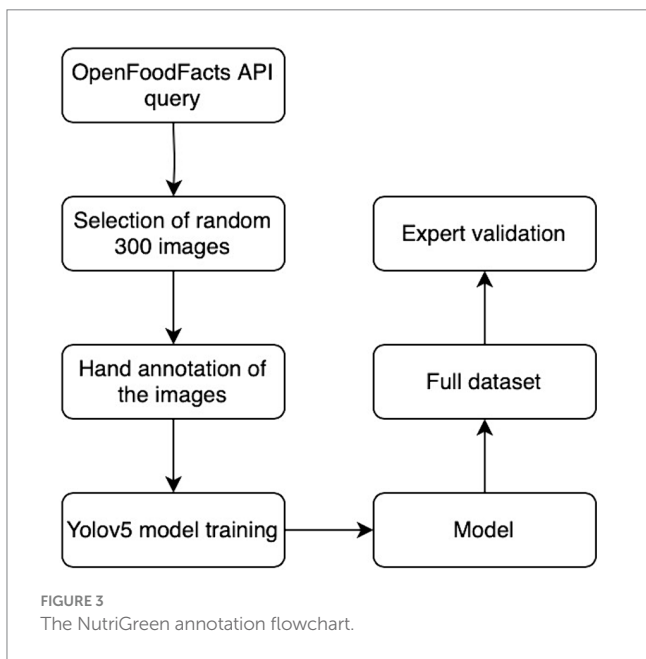 OpenFoodFacts API
query
Selection of random
300 images
Hand annotation of
the images
Yolov5 model training
Model
Full dataset
Expert validation
FIGURE 3
The NutriGreen annotation flowchart.